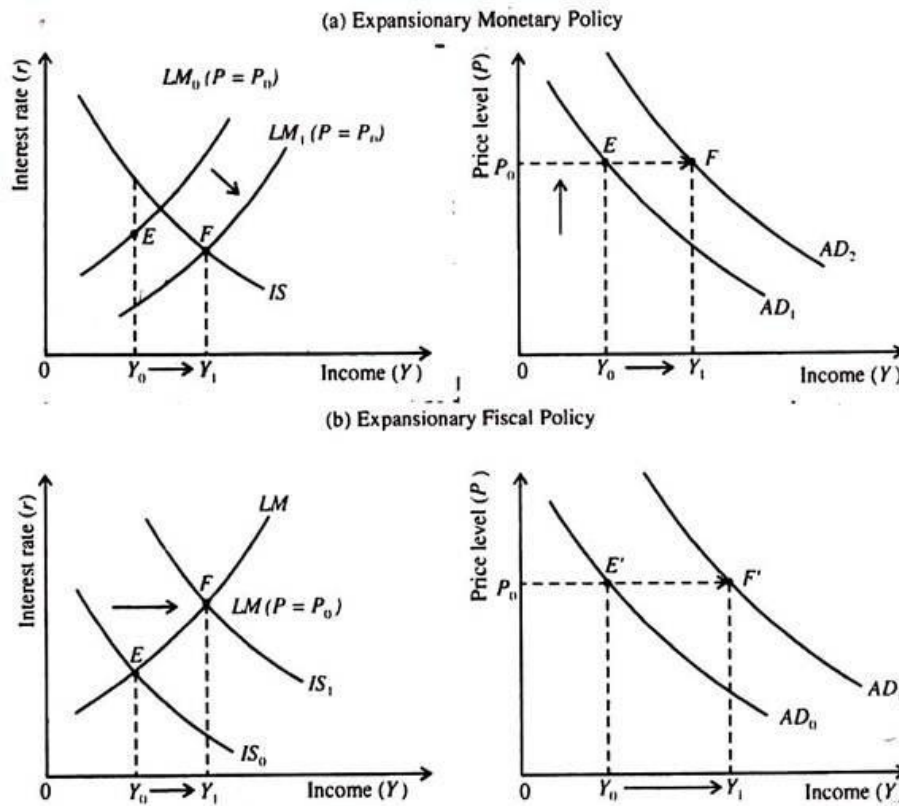 (a) Expansionary Monetary Policy
Interest rate (r)
LM₀ (P = P₀)
LM₁ (P = P₀)
E
F
IS
0
Y₀
Y₁
Income (Y)
Price level (P)
P₀
E
F
AD₂
AD₁
0
Y₀
Y₁
Income (Y)
(b) Expansionary Fiscal Policy
Interest rate (r)
LM
F
LM (P = P₀)
E
IS₁
IS₀
0
Y₀
Y₁
Income (Y)
Price level (P)
P₀
E'
F'
AD
AD₀
0
Y₀
Y₁
Income (Y)